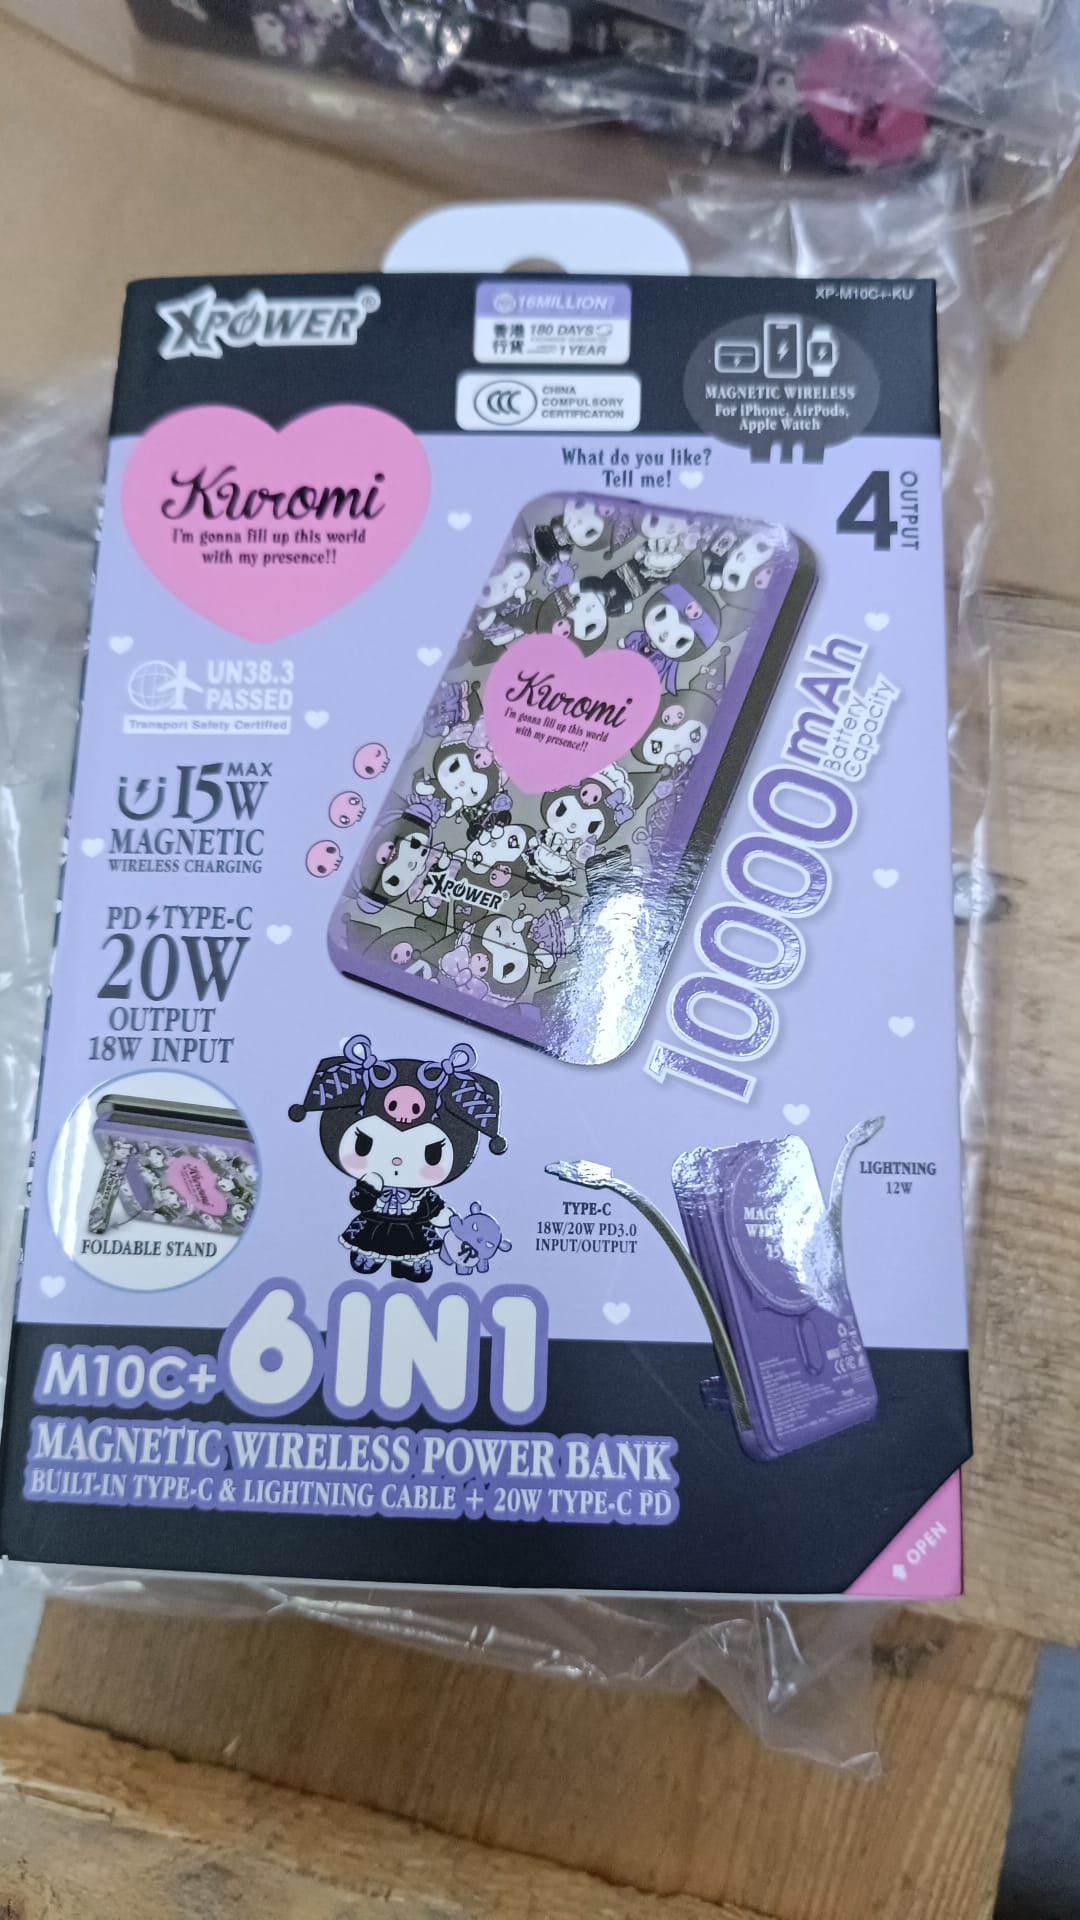 XPOWER®
16MILLION
香港
行貨
180 DAYS
1 YEAR
CCC
CHINA
COMPULSORY
CERTIFICATION
XP-M10C+-KU
MAGNETIC WIRELESS
For iPhone, AirPods,
Apple Watch
Kuromi
I'm gonna fill up this world
with my presence!!
What do you like?
Tell me!
4
OUTPUT
Kuromi
I'm gonna fill up this world
with my presence!!
XPOWER
10000mAh
Battery
Capacity
UN38.3
PASSED
Transport Safety Certified
15W MAX
MAGNETIC
WIRELESS CHARGING
PD TYPE-C
20W
OUTPUT
18W INPUT
Kuromi
FOLDABLE STAND
TYPE-C
18W/20W PD3.0
INPUT/OUTPUT
LIGHTNING
12W
M10C+ 6IN1
MAGNETIC WIRELESS POWER BANK
BUILT-IN TYPE-C & LIGHTNING CABLE + 20W TYPE-C PD
OPEN